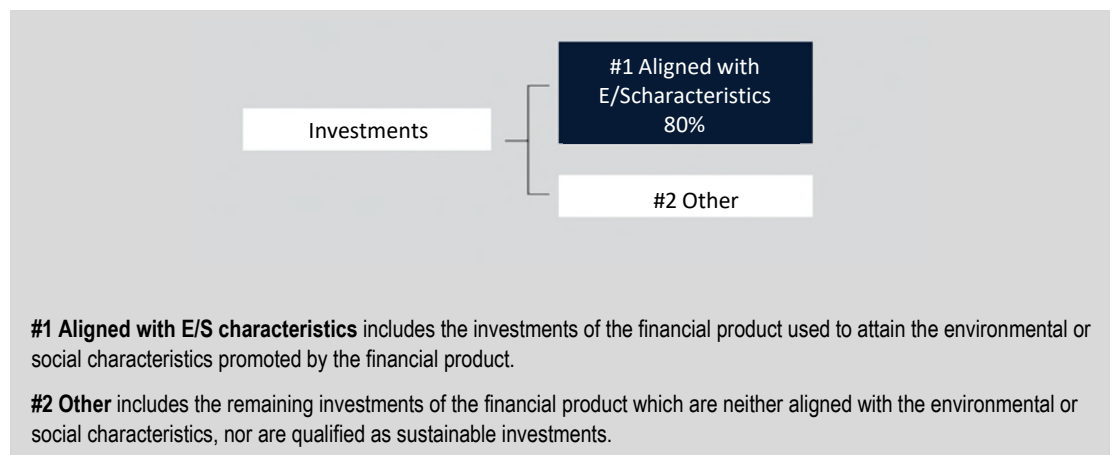 #1 Aligned with
E/Scharacteristics
80%
Investments
#2 Other
#1 Aligned with E/S characteristics includes the investments of the financial product used to attain the environmental or
social characteristics promoted by the financial product.
#2 Other includes the remaining investments of the financial product which are neither aligned with the environmental or
social characteristics, nor are qualified as sustainable investments.